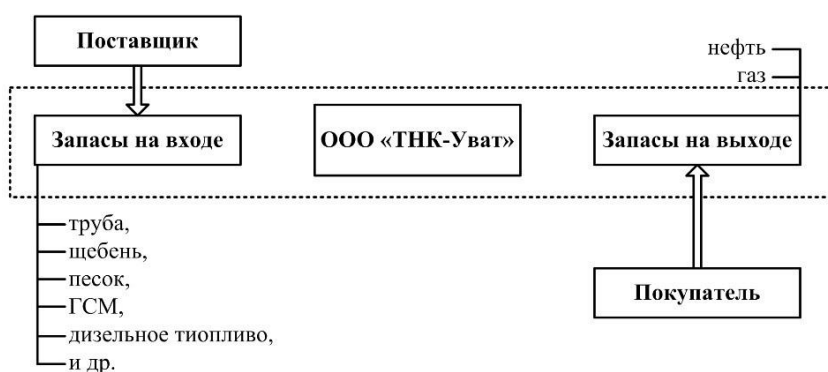 Поставщик
нефть
газ
Запасы на входе
ООО «ТНК-Уват»
Запасы на выходе
труба,
щебень,
песок,
ГСМ,
дизельное тиопливо,
и др.
Покупатель